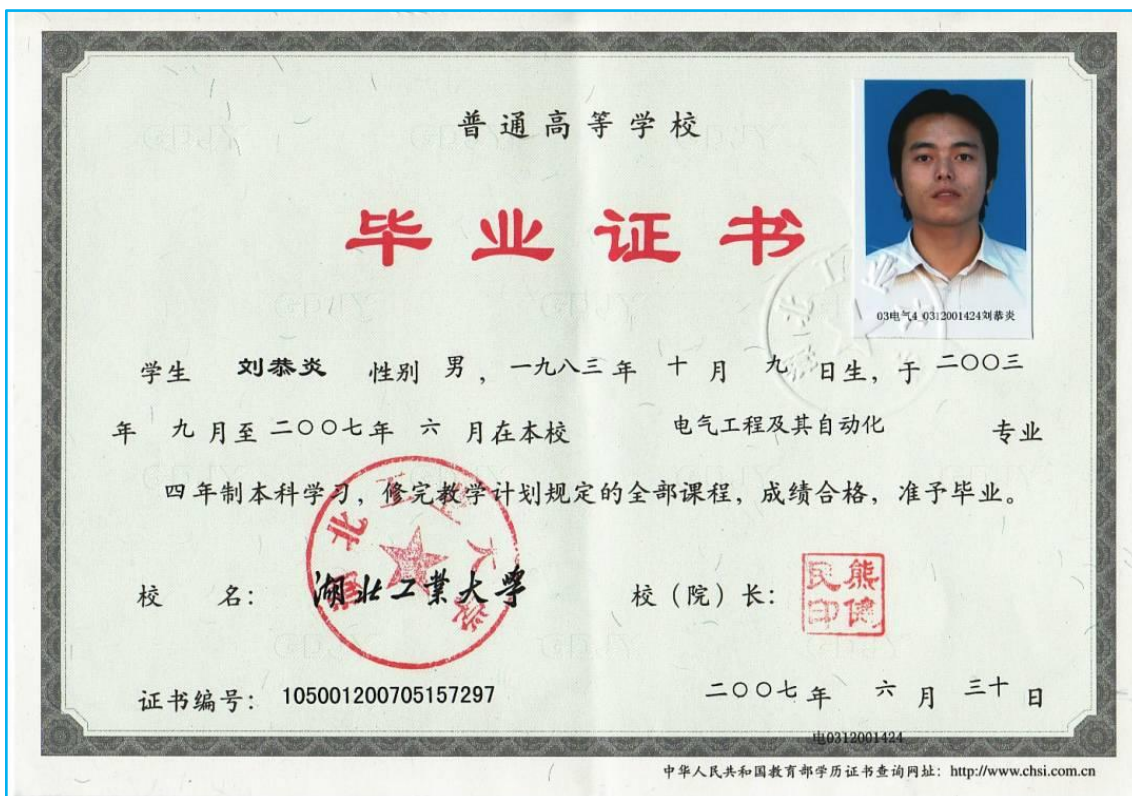 普通高等学校
毕业证书
03电气4_0312001424刘恭炎
学生 刘恭炎 性别 男，一九八三年 十月 九日生，于二〇〇三
年 九月至二〇〇七年 六月在本校 电气工程及其自动化 专业
四年制本科学习，修完教学计划规定的全部课程，成绩合格，准予毕业。
湖北工业大学
校 名： 湖北工業大学 校（院）长： 熊健民印
证书编号： 105001200705157297 二〇〇七年 六月 三十日
电0312001424
中华人民共和国教育部学历证书查询网址：http://www.chsi.com.cn